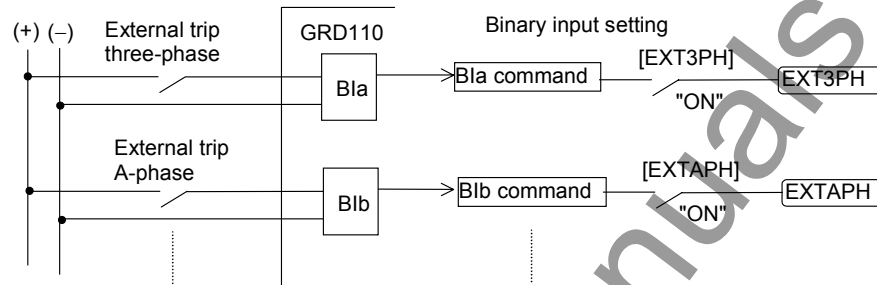 (+) (−)
External trip
three-phase
GRD110
Binary input setting
BIa
BIa command
[EXT3PH]
"ON"
EXT3PH
External trip
A-phase
BIb
BIb command
[EXTAPH]
"ON"
EXTAPH
nuals